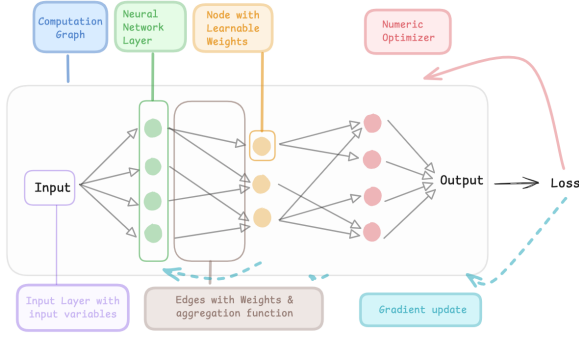 Computation
Graph
Neural
Network
Layer
Node with
Learnable
Weights
Numeric
Optimizer
Input
Output
Loss
Input Layer with
input variables
Edges with Weights &
aggregation function
Gradient update